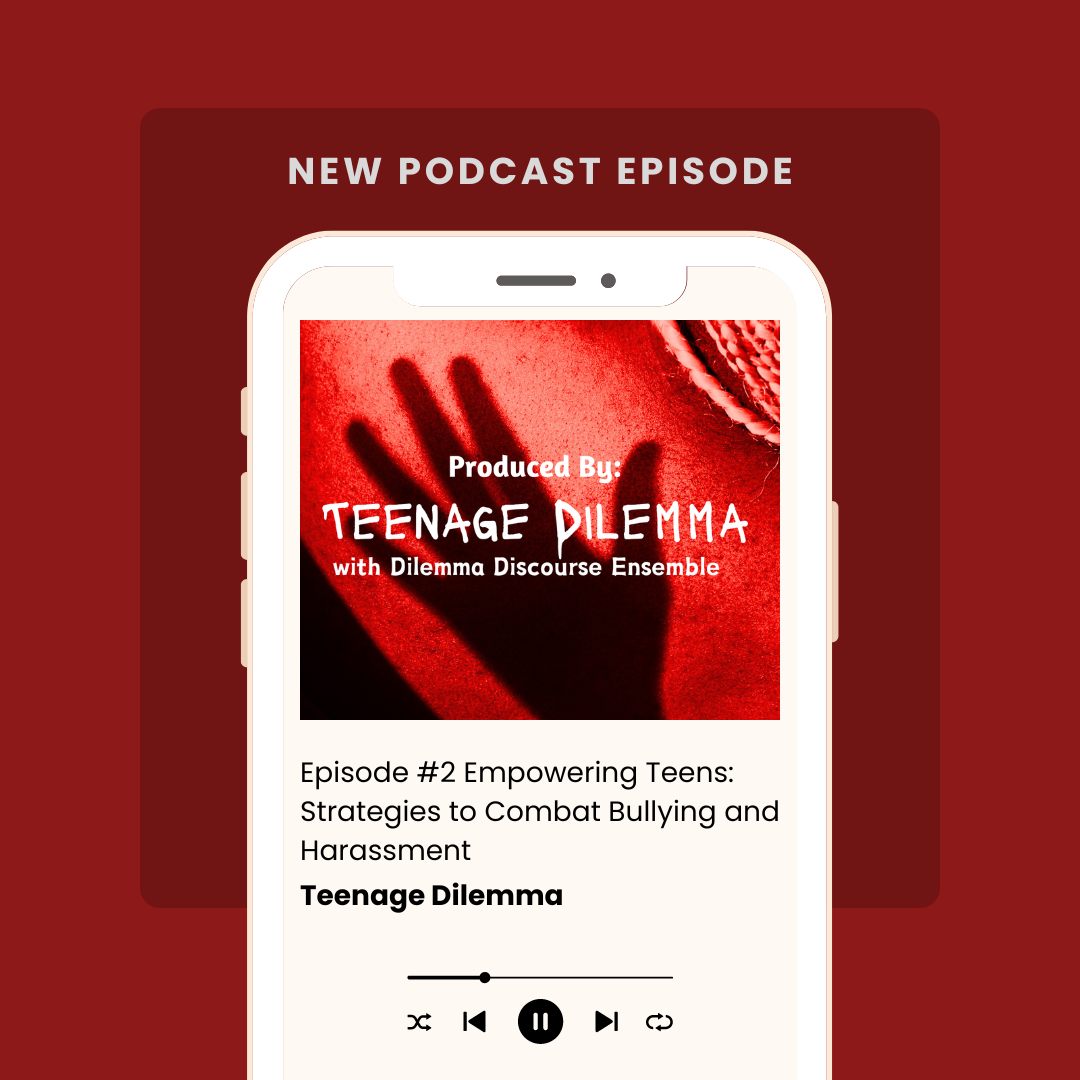 NEW PODCAST EPISODE
Produced By:
TEENAGE DILEMMA
with Dilemma Discourse Ensemble
Episode #2 Empowering Teens:
Strategies to Combat Bullying and
Harassment
Teenage Dilemma